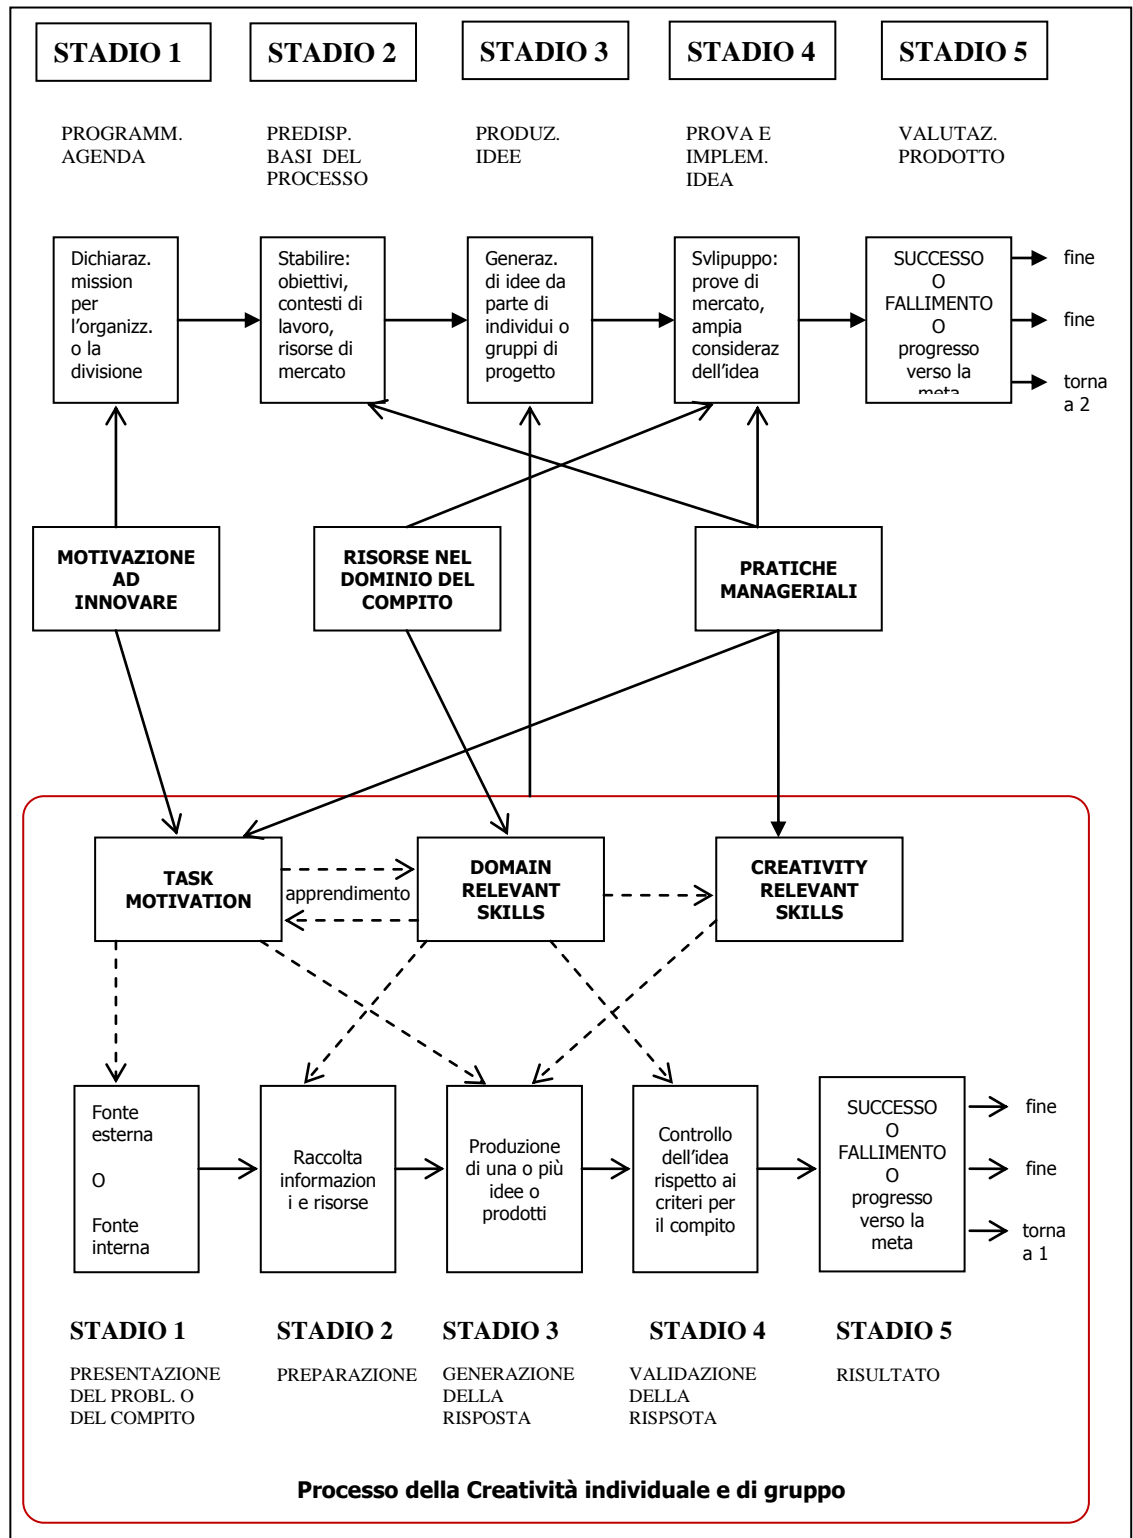 STADIO 1
STADIO 2
STADIO 3
STADIO 4
STADIO 5
PROGRAMM.
AGENDA
PREDISP.
BASI DEL
PROCESSO
PRODUZ.
IDEE
PROVA E
IMPLEM.
IDEA
VALUTAZ.
PRODOTTO
Dichiaraz.
mission
per
l'organizz.
o la
divisione
Stabilire:
obiettivi,
contesti di
lavoro,
risorse di
mercato
Generaz.
di idee da
parte di
individui o
gruppi di
progetto
Svlipuppo:
prove di
mercato,
ampia
consideraz
dell'idea
SUCCESSO
O
FALLIMENTO
O
progresso
verso la
meta
fine
fine
torna
a 2
MOTIVAZIONE
AD
INNOVARE
RISORSE NEL
DOMINIO DEL
COMPITO
PRATICHE
MANAGERIALI
TASK
MOTIVATION
apprendimento
DOMAIN
RELEVANT
SKILLS
CREATIVITY
RELEVANT
SKILLS
Fonte
esterna
O
Fonte
interna
Raccolta
informazion
i e risorse
Produzione
di una o più
idee o
prodotti
Controllo
dell'idea
rispetto ai
criteri per
il compito
SUCCESSO
O
FALLIMENTO
O
progresso
verso la
meta
fine
fine
torna
a 1
STADIO 1
STADIO 2
STADIO 3
STADIO 4
STADIO 5
PRESENTAZIONE
DEL PROBL. O
DEL COMPITO
PREPARAZIONE
GENERAZIONE
DELLA
RISPOSTA
VALIDAZIONE
DELLA
RISPSOTA
RISULTATO
Processo della Creatività individuale e di gruppo